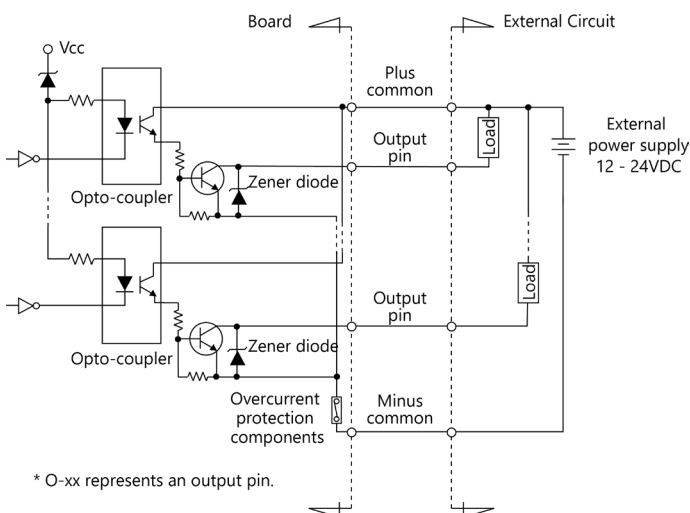 Board
External Circuit
Vcc
Plus
common
Output
pin
Load
External
power supply
12 - 24VDC
Zener diode
Opto-coupler
Load
Output
pin
Zener diode
Opto-coupler
Overcurrent
protection
components
Minus
common
* O-xx represents an output pin.